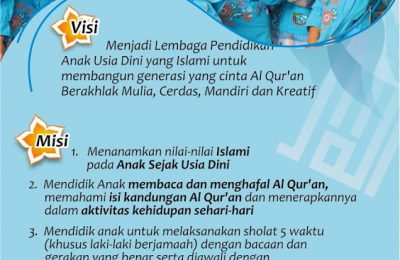 Visi
Menjadi Lembaga Pendidikan
Anak Usia Dini yang Islami untuk
membangun generasi yang cinta Al Qur'an
Berakhlak Mulia, Cerdas, Mandiri dan Kreatif
Misi
1. Menanamkan nilai-nilai Islami
pada Anak Sejak Usia Dini
2. Mendidik Anak membaca dan menghafal Al Qur'an,
memahami isi kandungan Al Qur'an dan menerapkannya
dalam aktivitas kehidupan sehari-hari
3. Mendidik anak untuk melaksanakan sholat 5 waktu
(khusus laki-laki berjamaah) dengan bacaan dan
gerakan yang benar serta diawali dengan